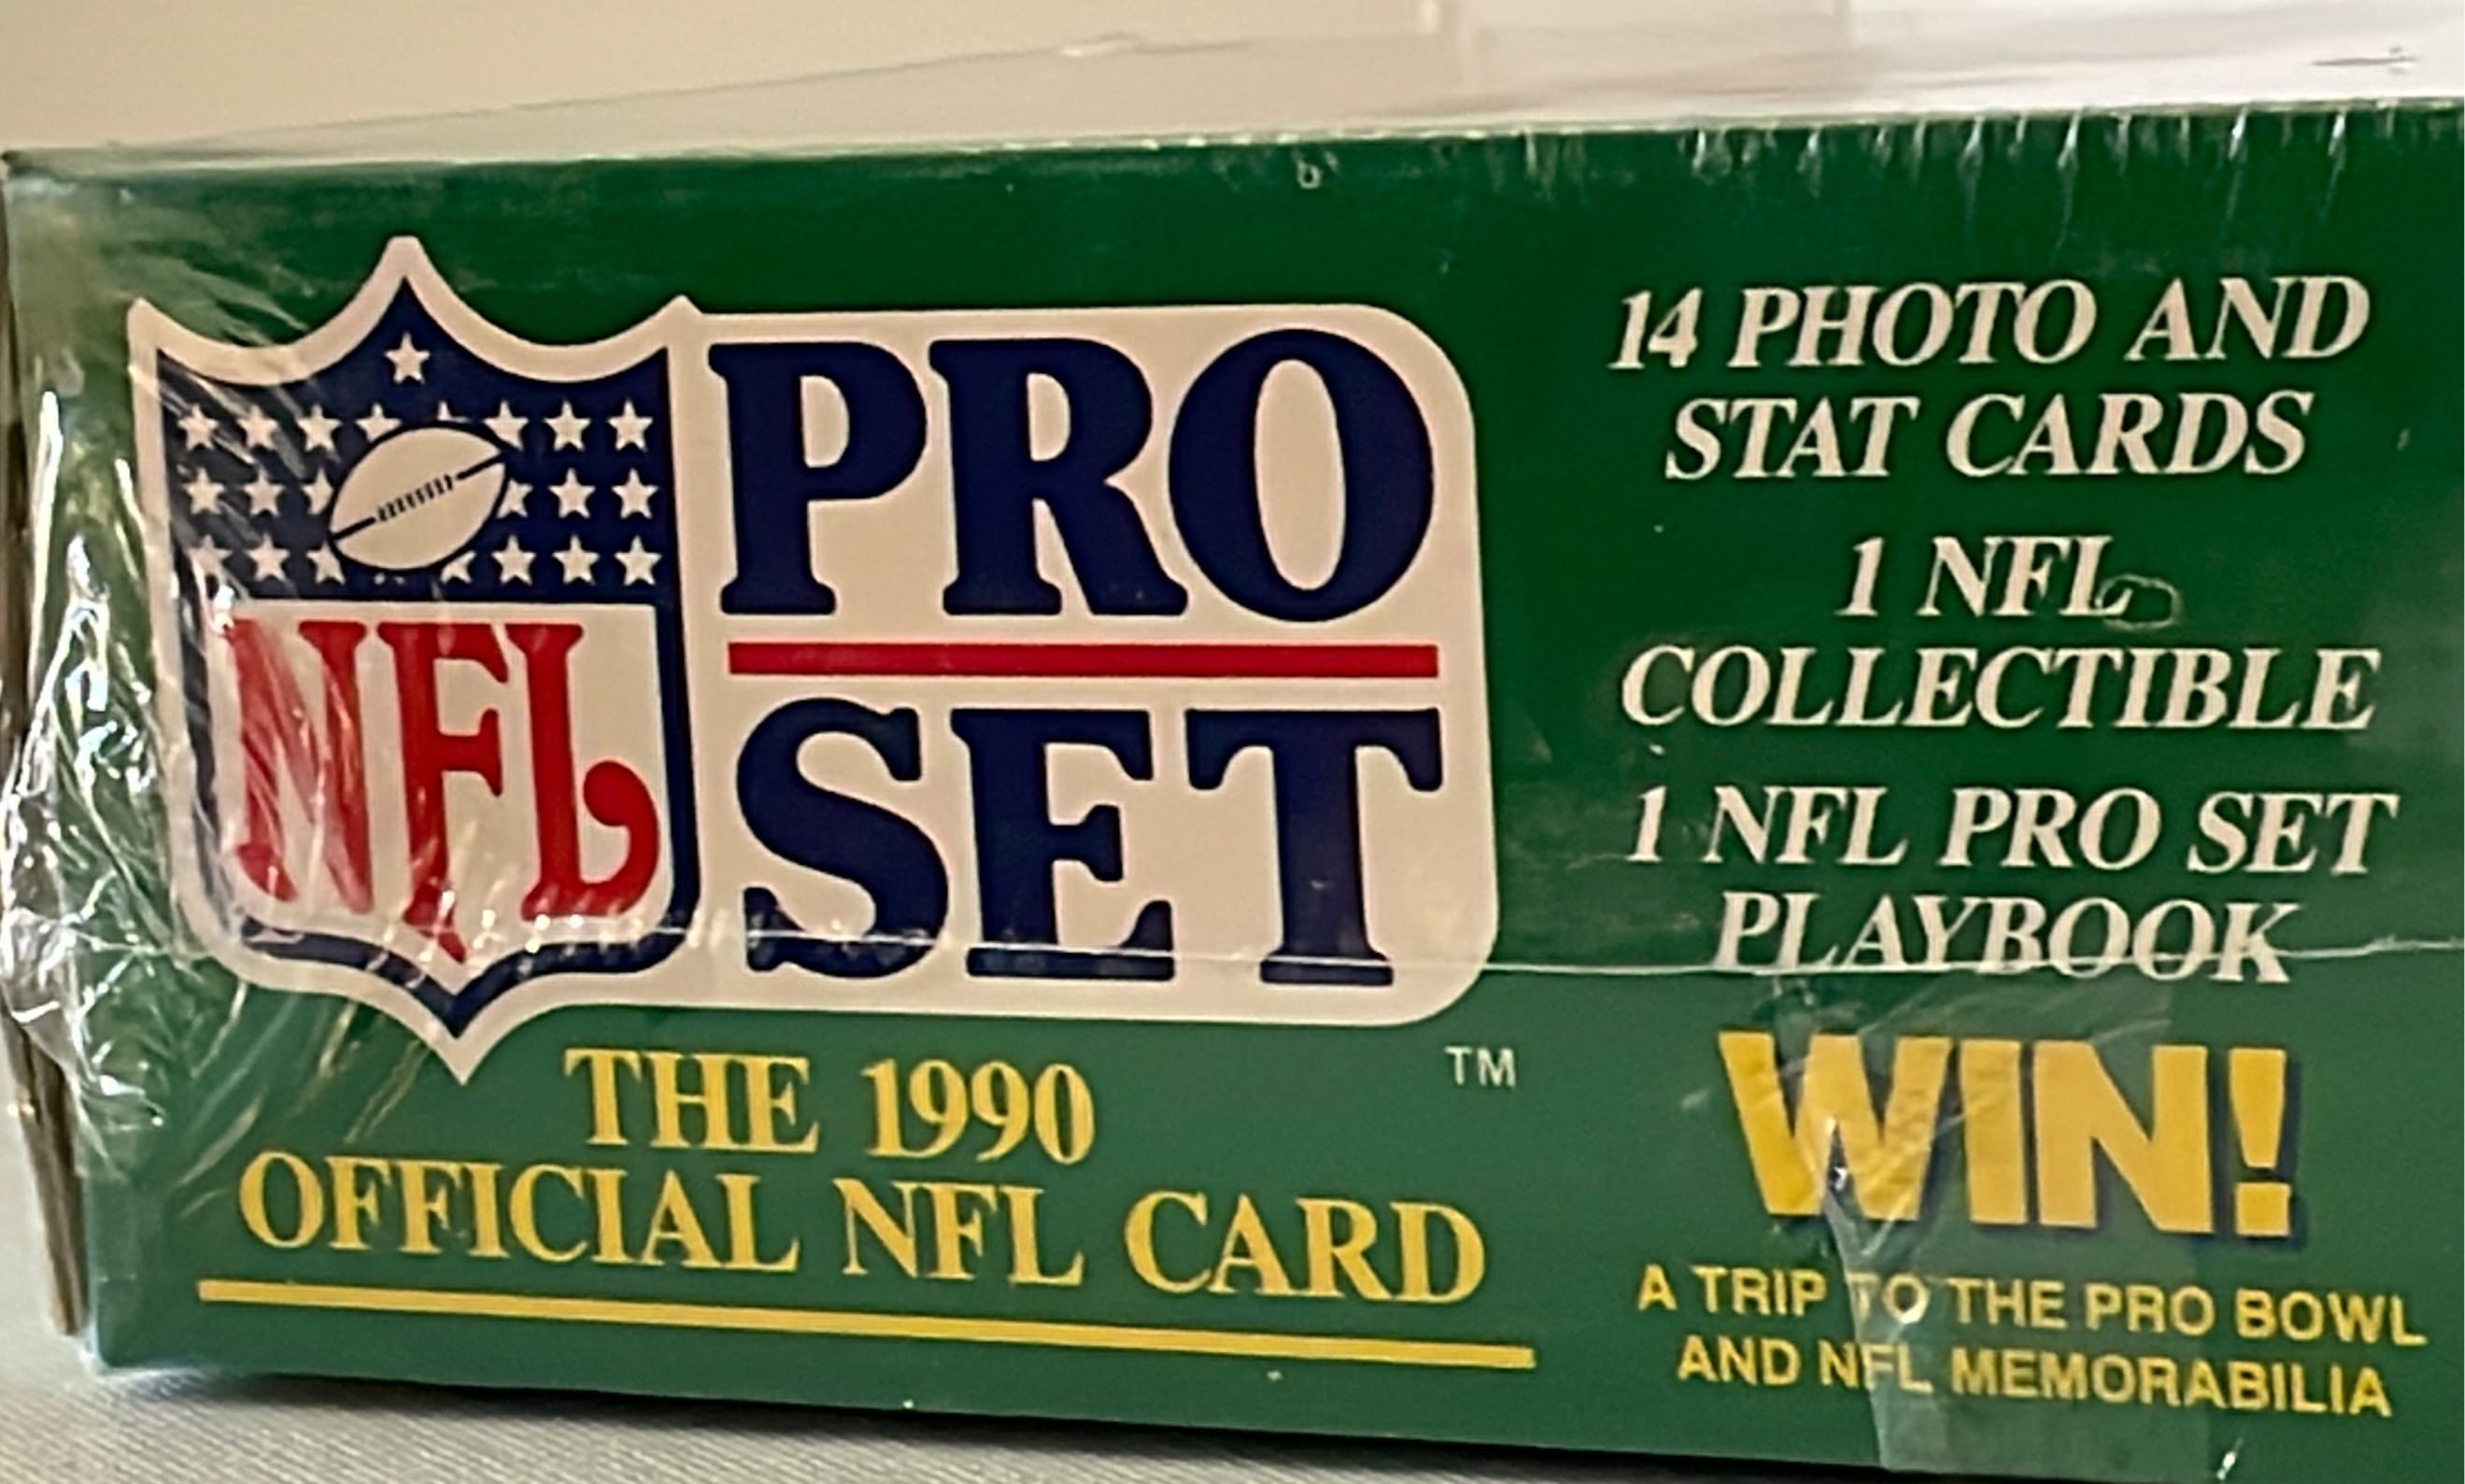 NFL
PRO
SET
TM
THE 1990
OFFICIAL NFL CARD
14 PHOTO AND
STAT CARDS
1 NFL
COLLECTIBLE
1 NFL PRO SET
PLAYBOOK
WIN!
A TRIP TO THE PRO BOWL
AND NFL MEMORABILIA